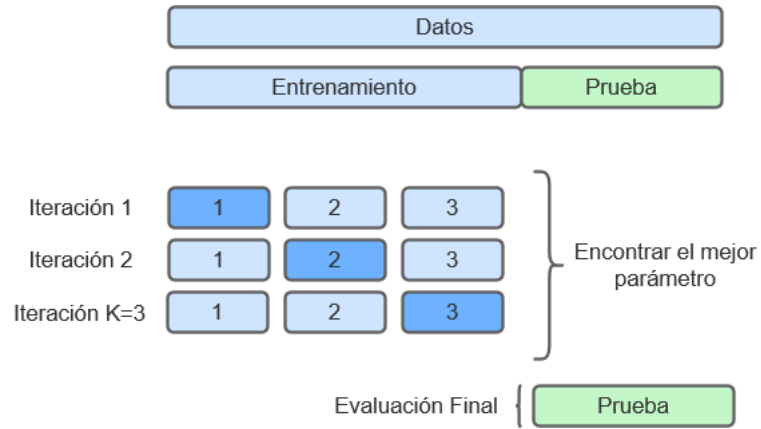 Datos
Entrenamiento Prueba
Iteración 1 1 2 3
Iteración 2 1 2 3
Iteración K=3 1 2 3
Encontrar el mejor
parámetro
Evaluación Final Prueba